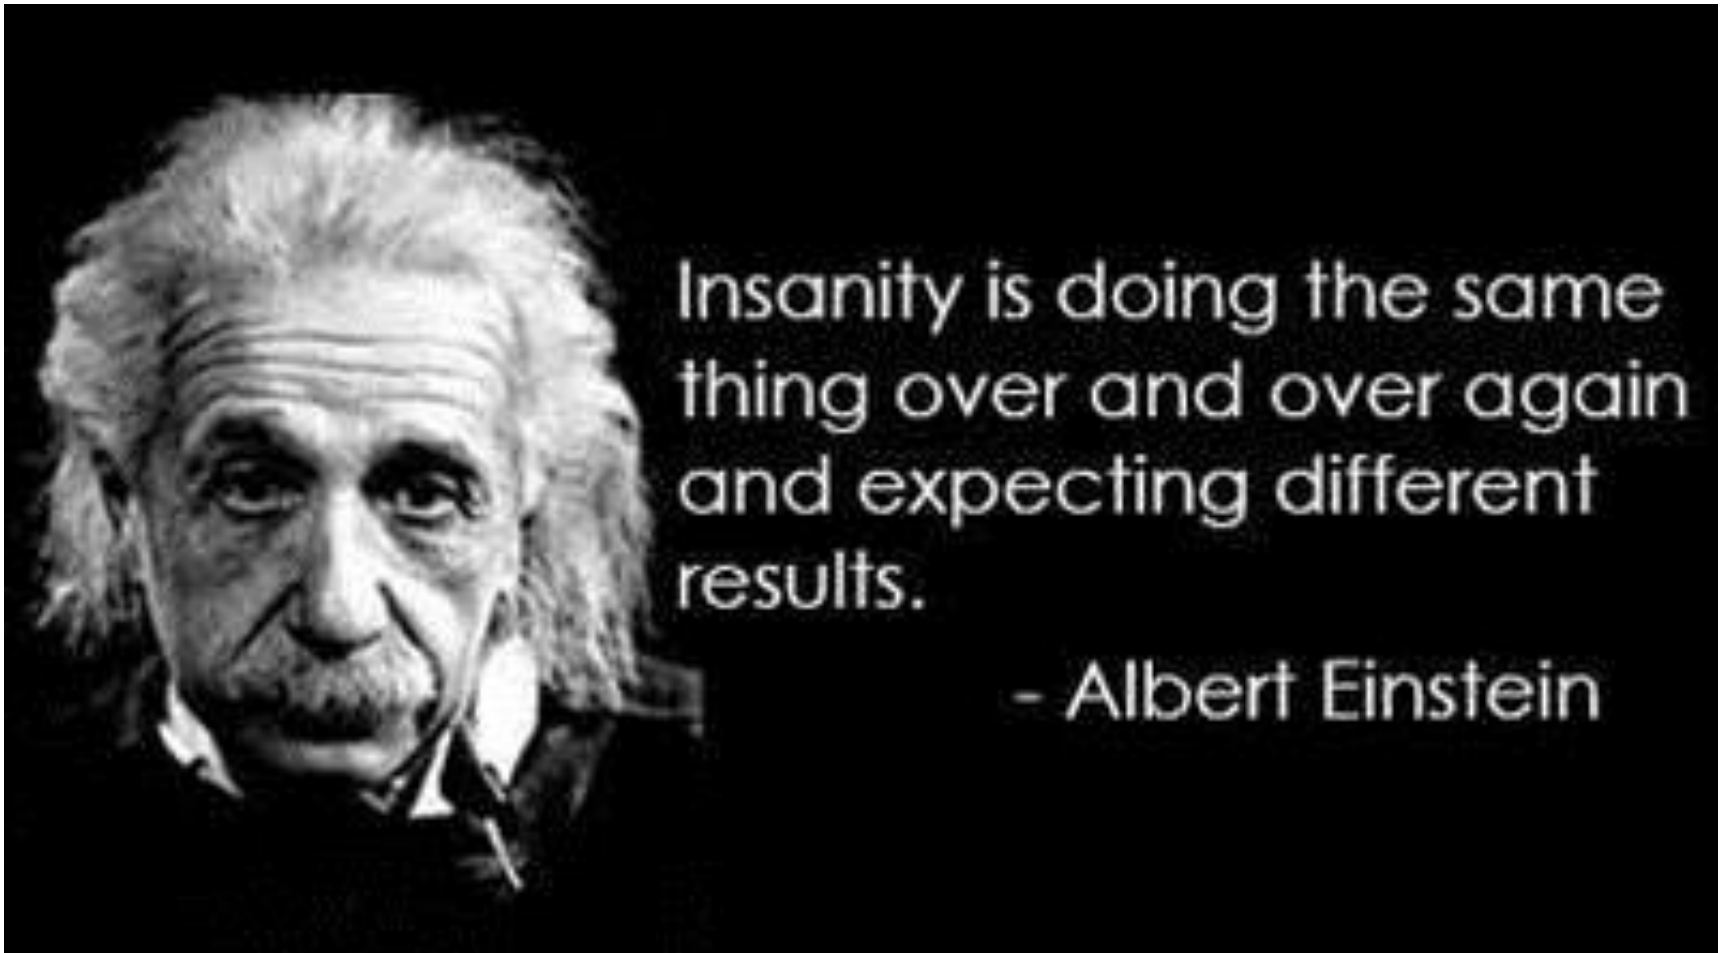 Insanity is doing the same
thing over and over again
and expecting different
results.
- Albert Einstein